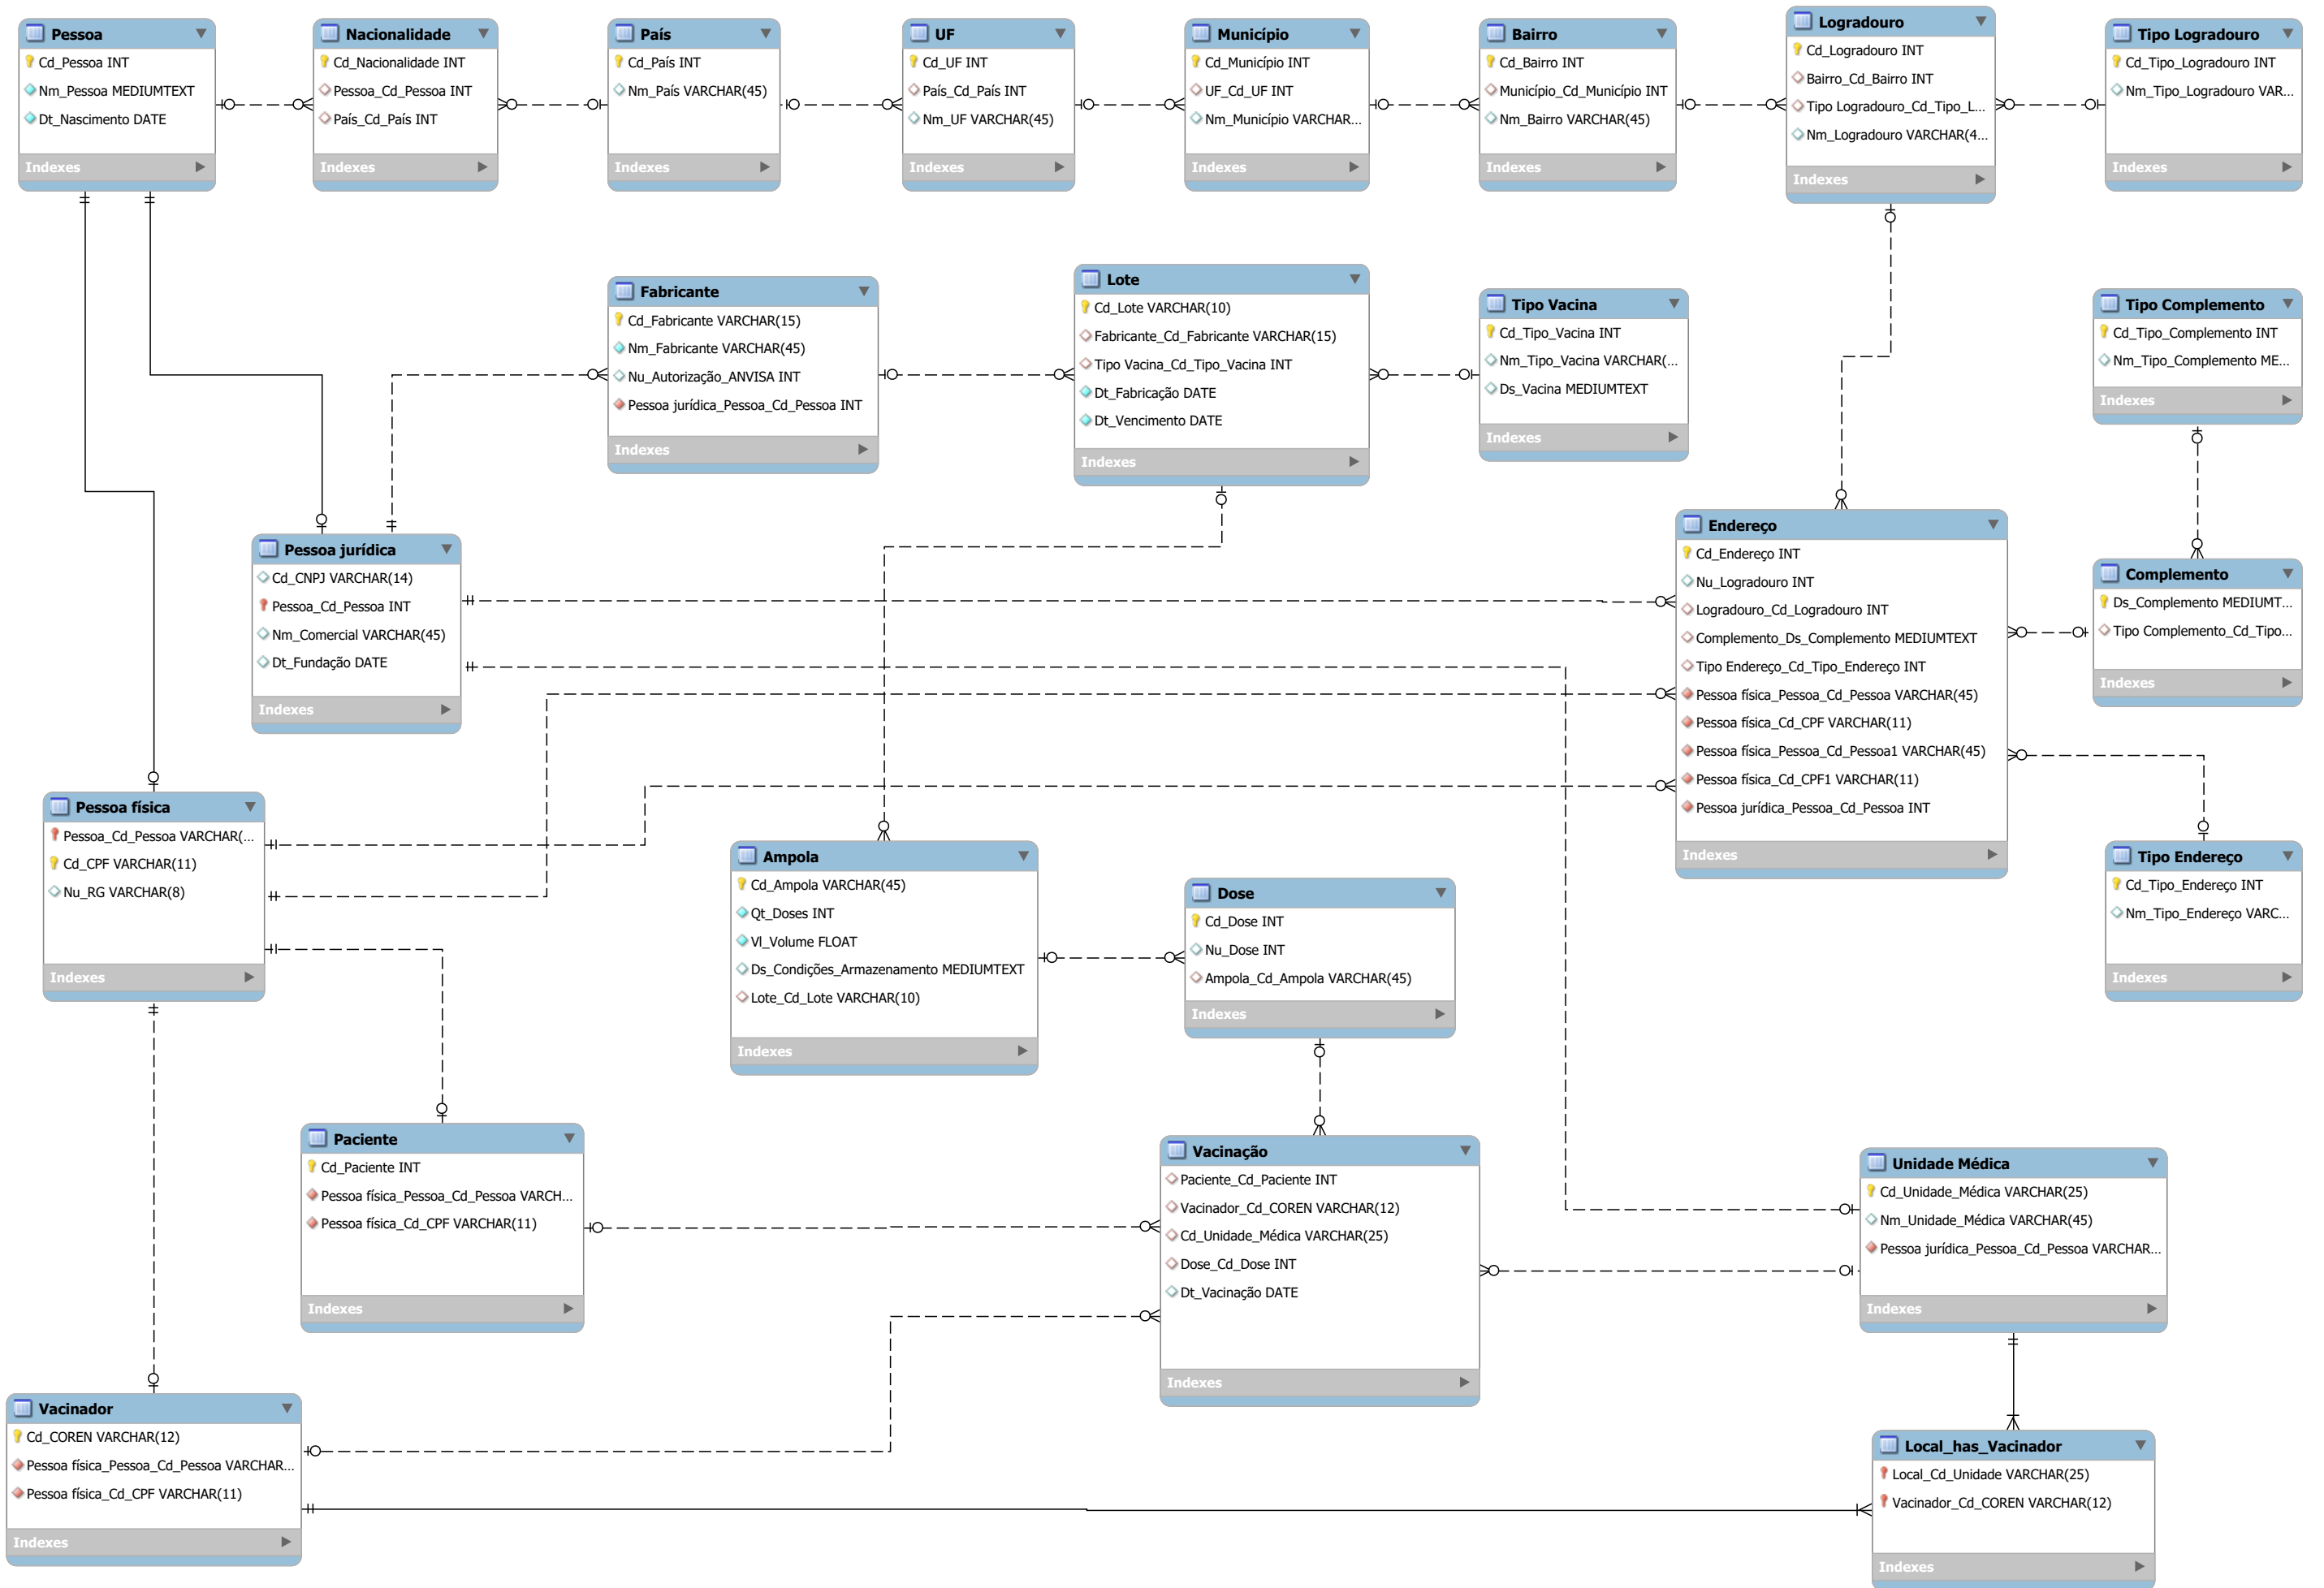 Pessoa
Cd_Pessoa INT
Nm_Pessoa MEDIUMTEXT
Dt_Nascimento DATE
Indexes
Nacionalidade
Cd_Nacionalidade INT
Pessoa_Cd_Pessoa INT
País_Cd_País INT
Indexes
País
Cd_País INT
Nm_País VARCHAR(45)
Indexes
UF
Cd_UF INT
País_Cd_País INT
Nm_UF VARCHAR(45)
Indexes
Município
Cd_Município INT
UF_Cd_UF INT
Nm_Município VARCHAR...
Indexes
Bairro
Cd_Bairro INT
Município_Cd_Município INT
Nm_Bairro VARCHAR(45)
Indexes
Logradouro
Cd_Logradouro INT
Bairro_Cd_Bairro INT
Tipo Logradouro_Cd_Tipo_L...
Nm_Logradouro VARCHAR(4...
Indexes
Tipo Logradouro
Cd_Tipo_Logradouro INT
Nm_Tipo_Logradouro VAR...
Indexes
Fabricante
Cd_Fabricante VARCHAR(15)
Nm_Fabricante VARCHAR(45)
Nu_Autorização_ANVISA INT
Pessoa jurídica_Pessoa_Cd_Pessoa INT
Indexes
Lote
Cd_Lote VARCHAR(10)
Fabricante_Cd_Fabricante VARCHAR(15)
Tipo Vacina_Cd_Tipo_Vacina INT
Dt_Fabricação DATE
Dt_Vencimento DATE
Indexes
Tipo Vacina
Cd_Tipo_Vacina INT
Nm_Tipo_Vacina VARCHAR(...
Ds_Vacina MEDIUMTEXT
Indexes
Tipo Complemento
Cd_Tipo_Complemento INT
Nm_Tipo_Complemento ME...
Indexes
Pessoa jurídica
Cd_CNPJ VARCHAR(14)
Pessoa_Cd_Pessoa INT
Nm_Comercial VARCHAR(45)
Dt_Fundação DATE
Indexes
Endereço
Cd_Endereço INT
Nu_Logradouro INT
Logradouro_Cd_Logradouro INT
Complemento_Ds_Complemento MEDIUMTEXT
Tipo Endereço_Cd_Tipo_Endereço INT
Pessoa física_Pessoa_Cd_Pessoa VARCHAR(45)
Pessoa física_Cd_CPF VARCHAR(11)
Pessoa física_Pessoa_Cd_Pessoa1 VARCHAR(45)
Pessoa física_Cd_CPF1 VARCHAR(11)
Pessoa jurídica_Pessoa_Cd_Pessoa INT
Indexes
Complemento
Ds_Complemento MEDIUMT...
Tipo Complemento_Cd_Tipo...
Indexes
Pessoa física
Pessoa_Cd_Pessoa VARCHAR(...
Cd_CPF VARCHAR(11)
Nu_RG VARCHAR(8)
Indexes
Ampola
Cd_Ampola VARCHAR(45)
Qt_Doses INT
Vl_Volume FLOAT
Ds_Condições_Armazenamento MEDIUMTEXT
Lote_Cd_Lote VARCHAR(10)
Indexes
Dose
Cd_Dose INT
Nu_Dose INT
Ampola_Cd_Ampola VARCHAR(45)
Indexes
Tipo Endereço
Cd_Tipo_Endereço INT
Nm_Tipo_Endereço VARC...
Indexes
Paciente
Cd_Paciente INT
Pessoa física_Pessoa_Cd_Pessoa VARCH...
Pessoa física_Cd_CPF VARCHAR(11)
Indexes
Vacinação
Paciente_Cd_Paciente INT
Vacinador_Cd_COREN VARCHAR(12)
Cd_Unidade_Médica VARCHAR(25)
Dose_Cd_Dose INT
Dt_Vacinação DATE
Indexes
Unidade Médica
Cd_Unidade_Médica VARCHAR(25)
Nm_Unidade_Médica VARCHAR(45)
Pessoa jurídica_Pessoa_Cd_Pessoa VARCHAR...
Indexes
Vacinador
Cd_COREN VARCHAR(12)
Pessoa física_Pessoa_Cd_Pessoa VARCHAR...
Pessoa física_Cd_CPF VARCHAR(11)
Indexes
Local_has_Vacinador
Local_Cd_Unidade VARCHAR(25)
Vacinador_Cd_COREN VARCHAR(12)
Indexes